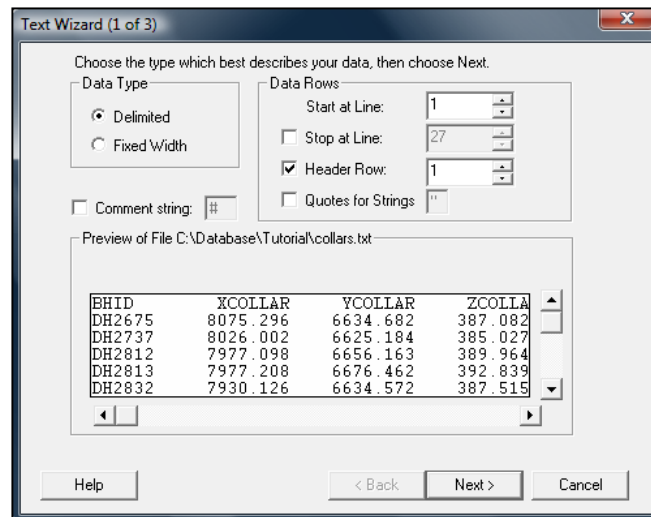 Text Wizard (1 of 3)
Choose the type which best describes your data, then choose Next.
Data Type
Delimited
Fixed Width
Comment string: #
Data Rows
Start at Line: 1
Stop at Line: 27
Header Row: 1
Quotes for Strings "
Preview of File C:\Database\Tutorial\collars.txt
BHID XCOLLAR YCOLLAR ZCOLLA
DH2675 8075.296 6634.682 387.082
DH2737 8026.002 6625.184 385.027
DH2812 7977.098 6656.163 389.964
DH2813 7977.208 6676.462 392.839
DH2832 7930.126 6634.572 387.515
Help < Back Next > Cancel